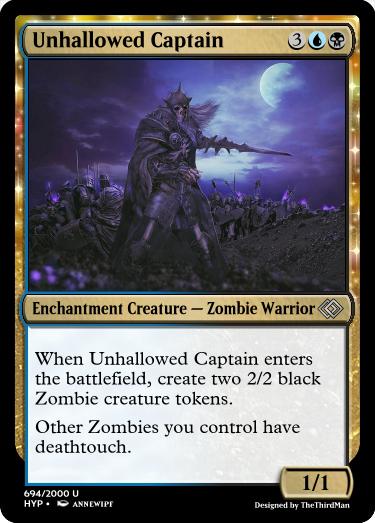 Unhallowed Captain 3
Enchantment Creature — Zombie Warrior
When Unhallowed Captain enters
the battlefield, create two 2/2 black
Zombie creature tokens.
Other Zombies you control have
deathtouch.
1/1
694/2000 U
HYP • ANNEWIPF
Designed by TheThirdMan